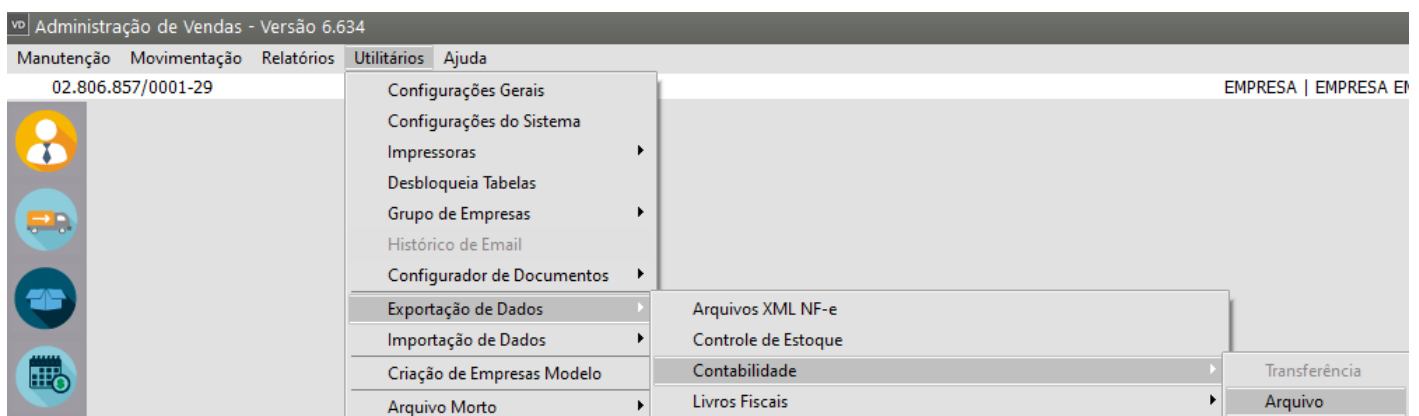 VD Administração de Vendas - Versão 6.634
Manutenção Movimentação Relatórios Utilitários Ajuda
02.806.857/0001-29 EMPRESA | EMPRESA EM
Configurações Gerais
Configurações do Sistema
Impressoras
Desbloqueia Tabelas
Grupo de Empresas
Histórico de Email
Configurador de Documentos
Exportação de Dados Arquivos XML NF-e
Importação de Dados Controle de Estoque
Criação de Empresas Modelo Contabilidade Transferência
Arquivo Morto Livros Fiscais Arquivo